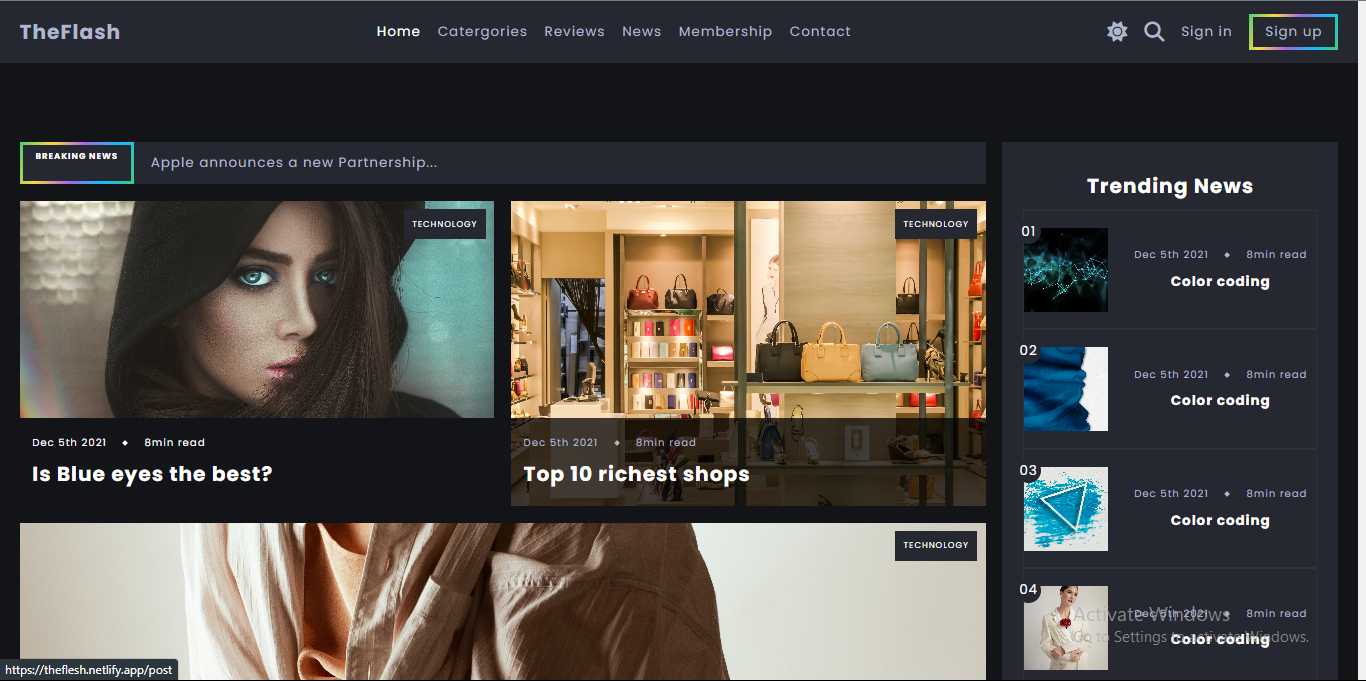 TheFlash
Home Catergories Reviews News Membership Contact
Sign in Sign up
BREAKING NEWS
Apple announces a new Partnership...
TECHNOLOGY
Dec 5th 2021 ◆ 8min read
Is Blue eyes the best?
TECHNOLOGY
Dec 5th 2021 ◆ 8min read
Top 10 richest shops
TECHNOLOGY
Trending News
01
Dec 5th 2021 ◆ 8min read
Color coding
02
Dec 5th 2021 ◆ 8min read
Color coding
03
Dec 5th 2021 ◆ 8min read
Color coding
04
Dec 5th 2021 ◆ 8min read
Color coding
Activate Windows
Go to Settings to activate Windows.
https://theflesh.netlify.app/post